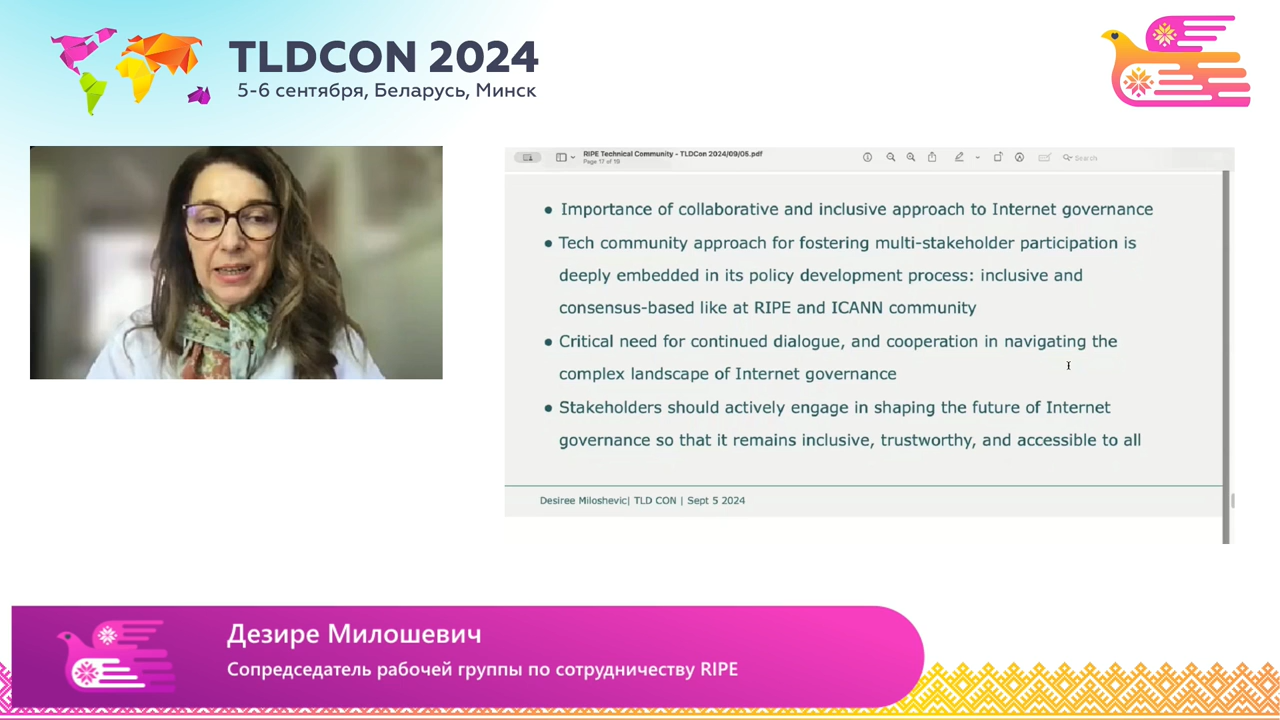 TLDCON 2024
5-6 сентября, Беларусь, Минск
RIPE Technical Community - TLDCon 2024/09/05.pdf
Page 17 of 19
Search
● Importance of collaborative and inclusive approach to Internet governance
● Tech community approach for fostering multi-stakeholder participation is
deeply embedded in its policy development process: inclusive and
consensus-based like at RIPE and ICANN community
● Critical need for continued dialogue, and cooperation in navigating the
complex landscape of Internet governance
● Stakeholders should actively engage in shaping the future of Internet
governance so that it remains inclusive, trustworthy, and accessible to all
Desiree Miloshevic| TLD CON | Sept 5 2024
Дезире Милошевич
Сопредседатель рабочей группы по сотрудничеству RIPE